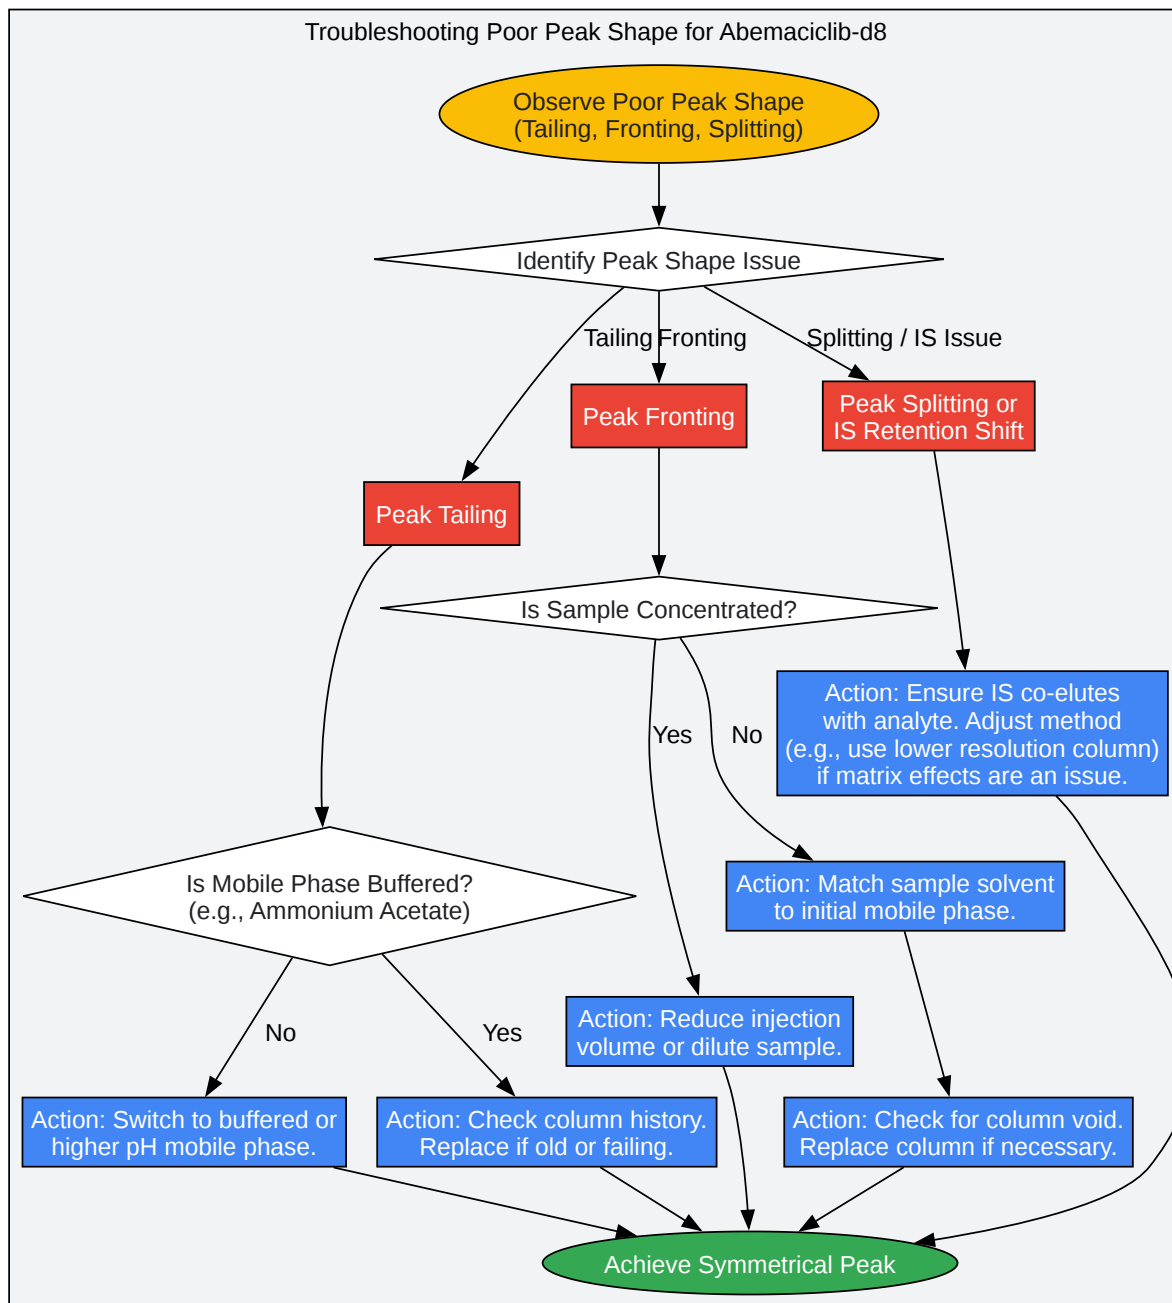 Troubleshooting Poor Peak Shape for Abemaciclib-d8
Observe Poor Peak Shape
(Tailing, Fronting, Splitting)
Identify Peak Shape Issue
Tailing
Fronting
Splitting / IS Issue
Peak Fronting
Peak Splitting or
IS Retention Shift
Peak Tailing
Is Sample Concentrated?
Action: Ensure IS co-elutes
with analyte. Adjust method
(e.g., use lower resolution column)
if matrix effects are an issue.
Yes
No
Is Mobile Phase Buffered?
(e.g., Ammonium Acetate)
Action: Match sample solvent
to initial mobile phase.
Action: Reduce injection
volume or dilute sample.
No
Yes
Action: Switch to buffered or
higher pH mobile phase.
Action: Check column history.
Replace if old or failing.
Action: Check for column void.
Replace column if necessary.
Achieve Symmetrical Peak